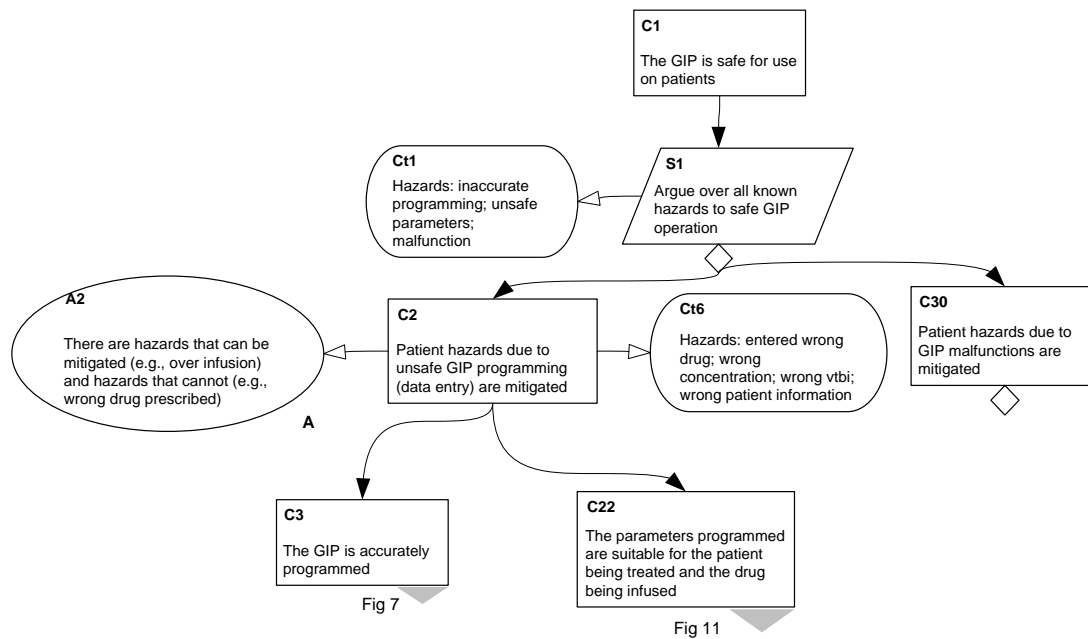 C1
The GIP is safe for use
on patients
Ct1
Hazards: inaccurate
programming; unsafe
parameters;
malfunction
S1
Argue over all known
hazards to safe GIP
operation
A2
There are hazards that can be
mitigated (e.g., over infusion)
and hazards that cannot (e.g.,
wrong drug prescribed)
A
C2
Patient hazards due to
unsafe GIP programming
(data entry) are mitigated
Ct6
Hazards: entered wrong
drug; wrong
concentration; wrong vtbi;
wrong patient information
C30
Patient hazards due to
GIP malfunctions are
mitigated
C3
The GIP is accurately
programmed
Fig 7
C22
The parameters programmed
are suitable for the patient
being treated and the drug
being infused
Fig 11